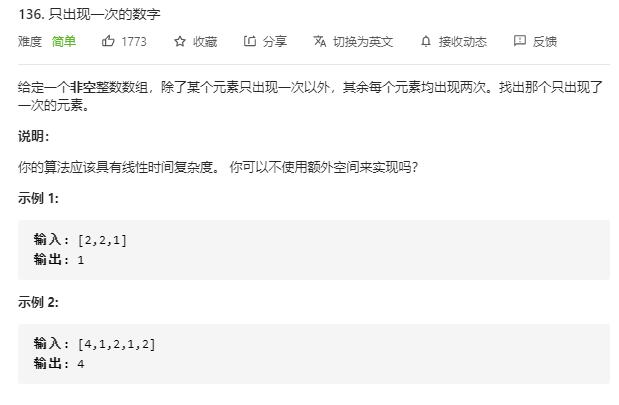 136. 只出现一次的数字
难度 简单 1773 收藏 分享 切换为英文 接收动态 反馈
给定一个非空整数数组，除了某个元素只出现一次以外，其余每个元素均出现两次。找出那个只出现了
一次的元素。
说明：
你的算法应该具有线性时间复杂度。 你可以不使用额外空间来实现吗？
示例 1:
输入: [2,2,1]
输出: 1
示例 2:
输入: [4,1,2,1,2]
输出: 4